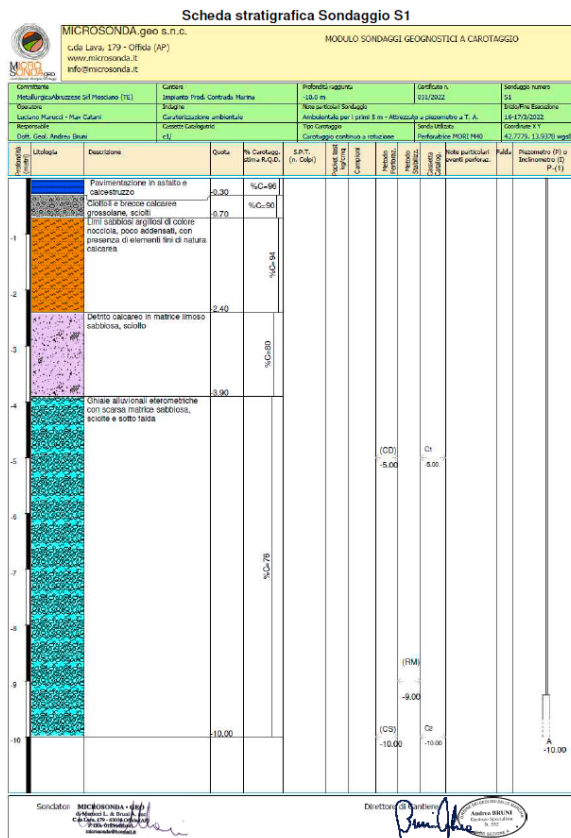 Scheda stratigrafica Sondaggio S1
MICROSONDA.geo s.n.c.
c.da Lava, 179 - Offida (AP)
www.microsonda.it
info@microsonda.it
MODULO SONDAGGI GEOGNOSTICI A CAROTAGGIO
Committente
MetallurgicaAbruzzese Srl Mosciano (TE)
Cantiere
Impianto Prod. Contrada Marina
Profondità raggiunta
-10.0 m
Certificato n.
031/2022
Sondaggio numero
S1
Operatore
Luciano Marucci - Max Catani
Indagine
Caraterizzazione ambientale
Note particolari Sondaggio
Ambientale per i primi 5 m - Attrezzato a piezometro a T. A.
Inizio/Fine Esecuzione
16-17/3/2022
Responsabile
Dott. Geol. Andrea Bruni
Cassette Catalogatrici
c1/
Tipo Carotaggio
Carotaggio continuo a rotazione
Sonda Utilizzata
Perforatrice MORI M40
Coordinate X Y
42.7779, 13.9370 wgs8
Profondità (metri)
Litologia
Descrizione
Quota
% Carotagg. stima R.Q.D.
S.P.T. (n. Colpi)
Pocket test kg/cmq
Campioni
Metodo Perforaz.
Metodo Stabilizz.
Cassetta Catalog.
Note particolari eventi perforaz.
Falda
Piezometro (P) o Inclinometro (I)
P-(1)
Pavimentazione in asfalto e
calcestruzzo
-0.30
%C=96
Ciottoli e brecce calcaree
grossolane, sciolti
-0.70
%C=90
Limi sabbiosi argillosi di colore
nocciola, poco addensati, con
presenza di elementi fini di natura
calcarea
-1
%C=94
-2
-2.40
Detrito calcareo in matrice limoso
sabbiosa, sciolto
-3
%C=80
-3.90
Ghiaie alluvionali eterometriche
con scarsa matrice sabbiosa,
sciolte e sotto falda
-4
(CD)
C1
-5
-5.00
-5.00
-6
-7
%C=76
-8
(RM)
-9
-9.00
-10.00
(CS)
C2
-10
-10.00
-10.00
A
-10.00
Sondatori
MICROSONDA - GEO
Direttore di Cantiere
Andrea BRUNI